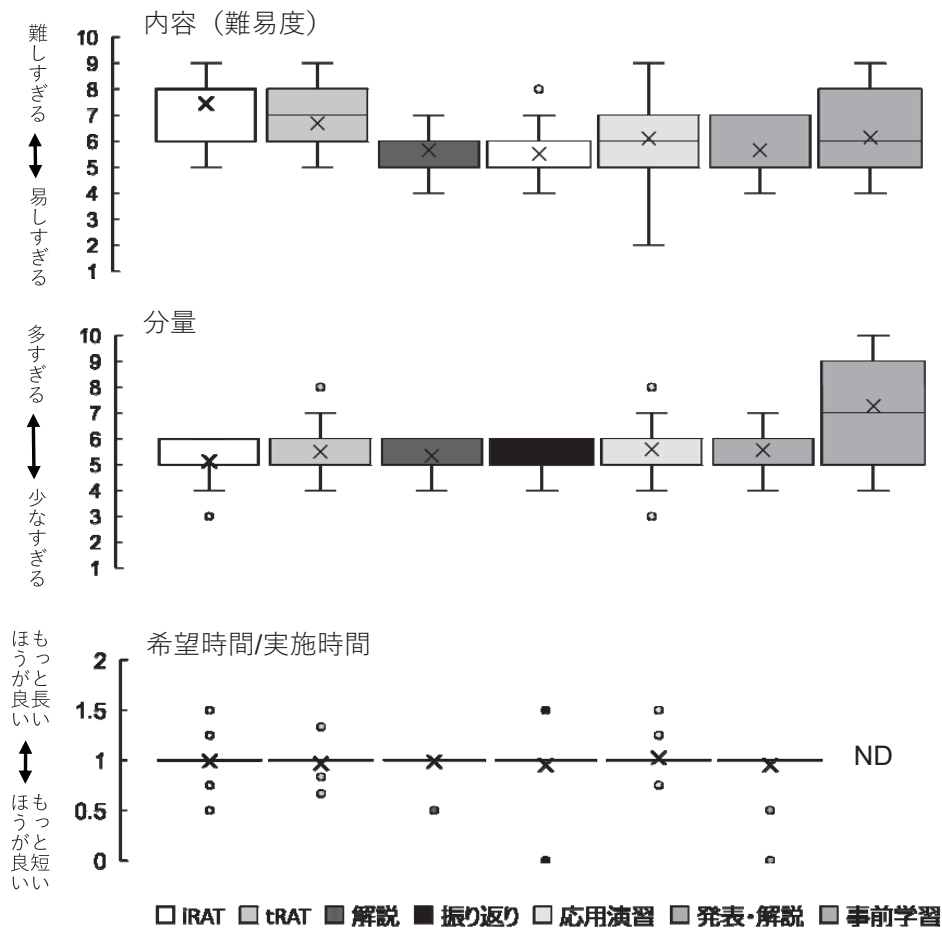 内容（難易度）
難しすぎる
易しすぎる
10
9
8
7
6
5
4
3
2
1
分量
多すぎる
少なすぎる
10
9
8
7
6
5
4
3
2
1
希望時間/実施時間
もっと長い
ほうが良い
もっと短い
ほうが良い
2
1.5
1
0.5
0
ND
iRAT tRAT 解説 振り返り 応用演習 発表・解説 事前学習